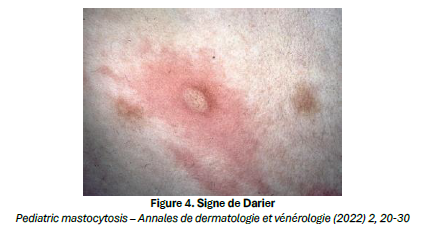 Figure 4. Signe de Darier
Pediatric mastocytosis – Annales de dermatologie et vénérologie (2022) 2, 20-30